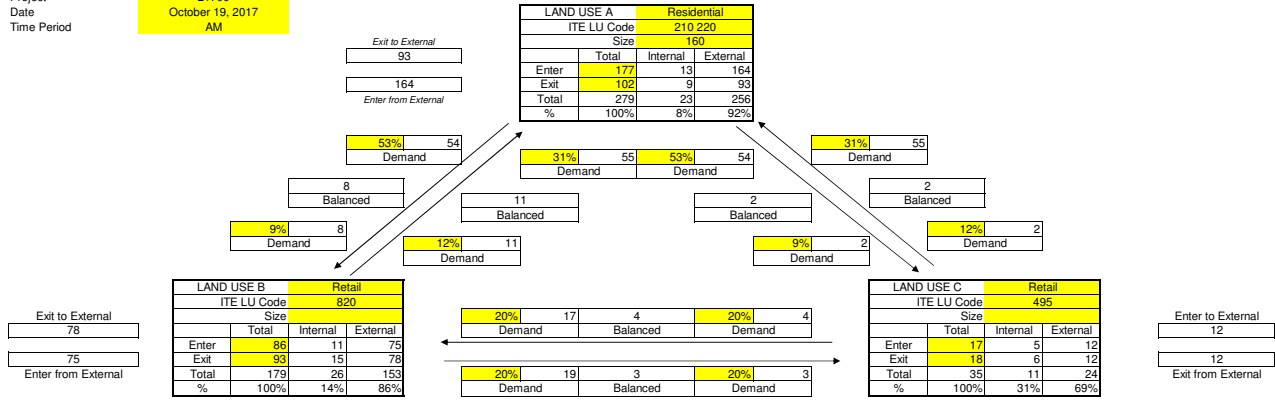 Date October 19, 2017
Time Period AM
LAND USE A Residential
ITE LU Code 210 220
Size 160
Total Internal External
Enter 177 13 164
Exit 102 9 93
Total 279 23 256
% 100% 8% 92%
Exit to External
93
164
Enter from External
53% 54
Demand
31% 55 53% 54
Demand Demand
31% 55
Demand
8
Balanced
11
Balanced
2
Balanced
2
Balanced
9% 8
Demand
12% 11
Demand
9% 2
Demand
12% 2
Demand
LAND USE B Retail
ITE LU Code 820
Size
Total Internal External
Enter 86 11 75
Exit 93 15 78
Total 179 26 153
% 100% 14% 86%
Exit to External
78
75
Enter from External
20% 17 4 20% 4
Demand Balanced Demand
20% 19 3 20% 3
Demand Balanced Demand
LAND USE C Retail
ITE LU Code 495
Size
Total Internal External
Enter 17 5 12
Exit 18 6 12
Total 35 11 24
% 100% 31% 69%
Enter to External
12
12
Exit from External